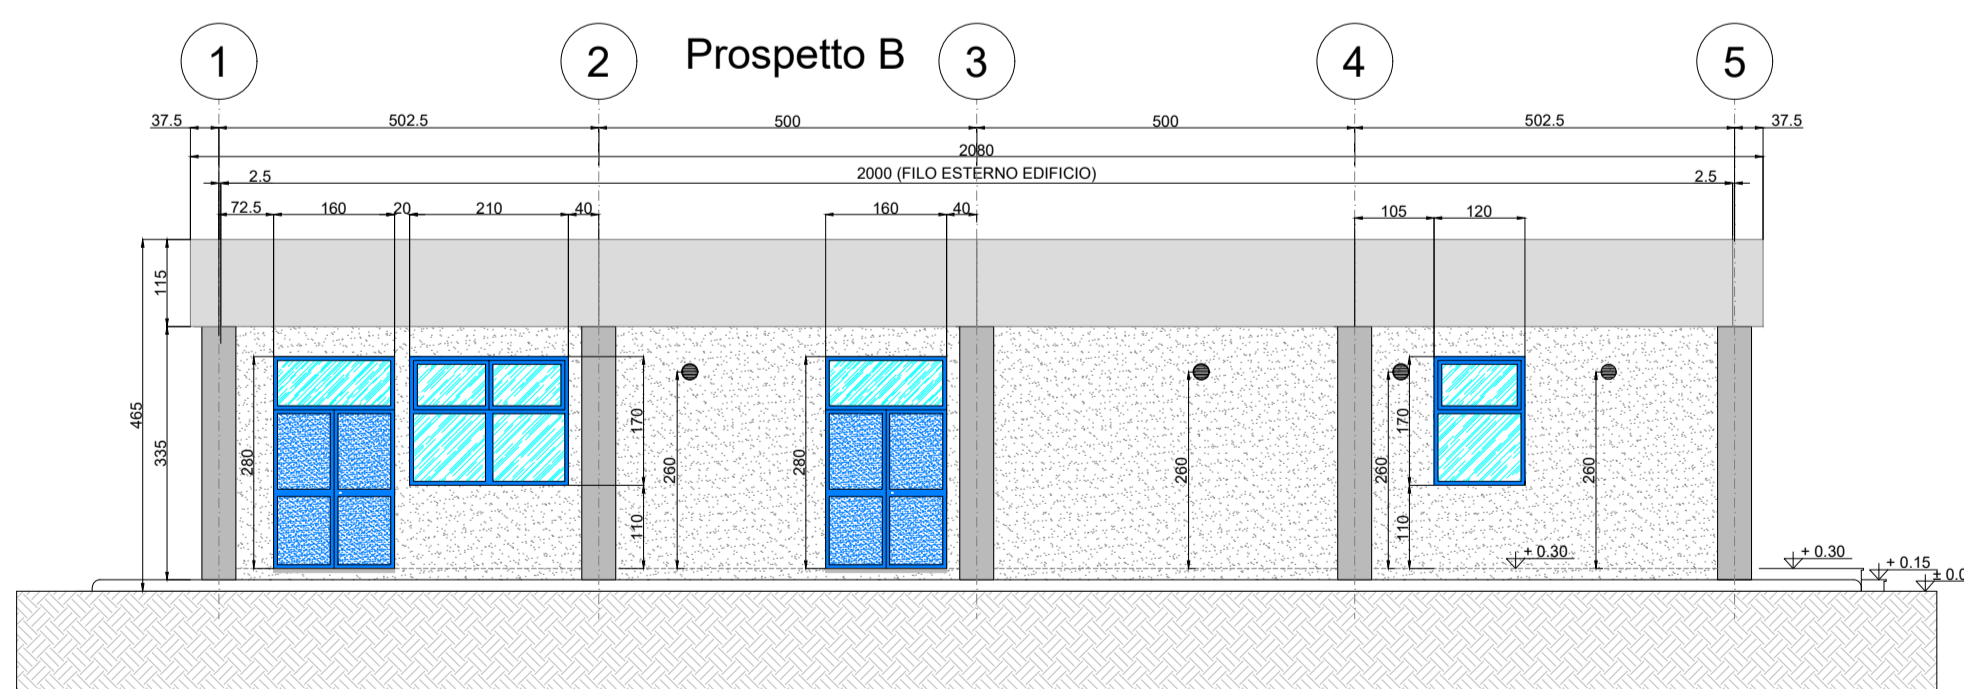 1 2 Prospetto B 3 4 5
37.5 502.5 500 500 502.5 37.5
2080
2.5 2000 (FILO ESTERNO EDIFICIO) 2.5
72.5 160 20 210 40 160 40 105 120
115
465 335 280 170 110 260 280 260 260 170 110 260
+ 0.30 + 0.30
+ 0.15
± 0.0